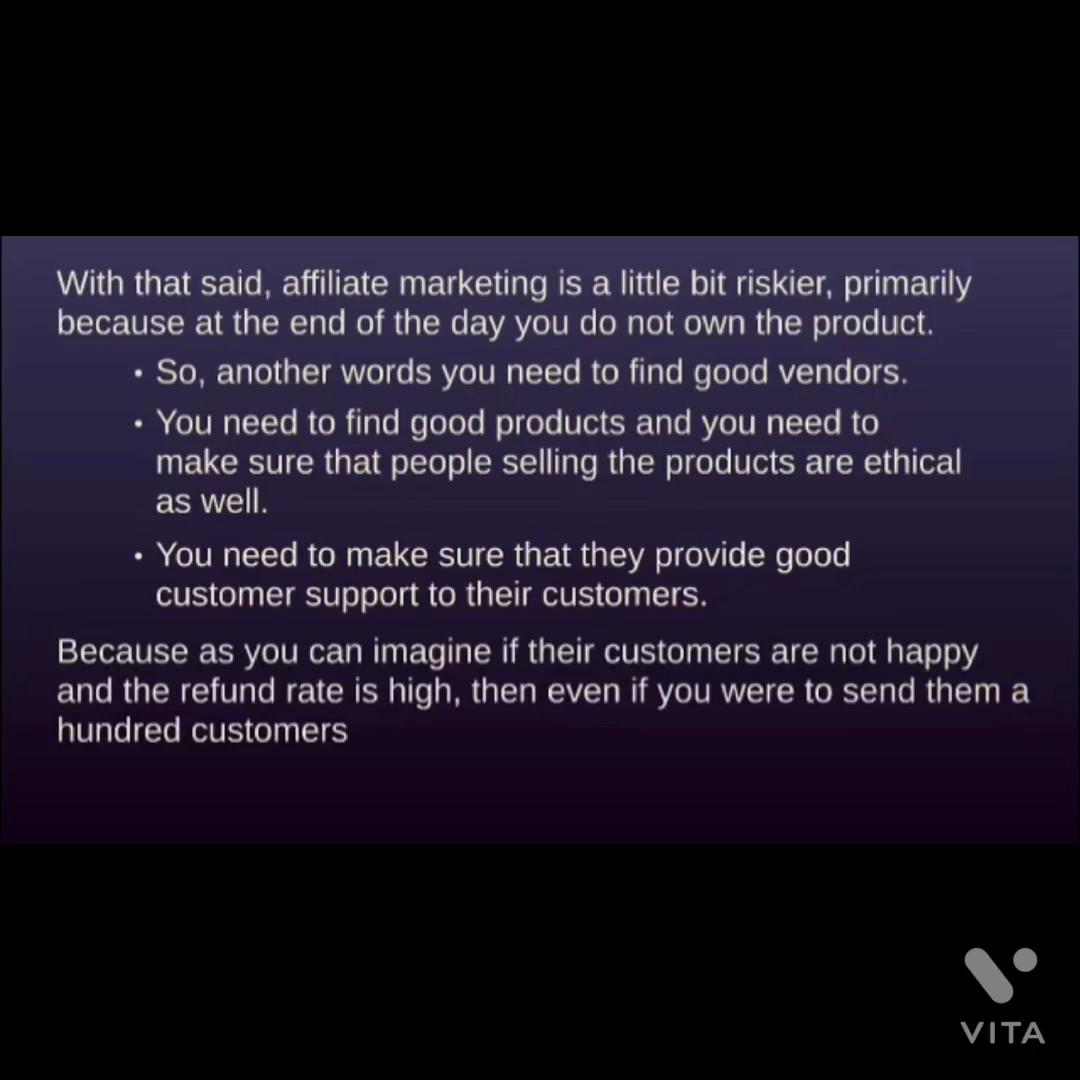 With that said, affiliate marketing is a little bit riskier, primarily
because at the end of the day you do not own the product.
• So, another words you need to find good vendors.
• You need to find good products and you need to
make sure that people selling the products are ethical
as well.
• You need to make sure that they provide good
customer support to their customers.
Because as you can imagine if their customers are not happy
and the refund rate is high, then even if you were to send them a
hundred customers
VITA